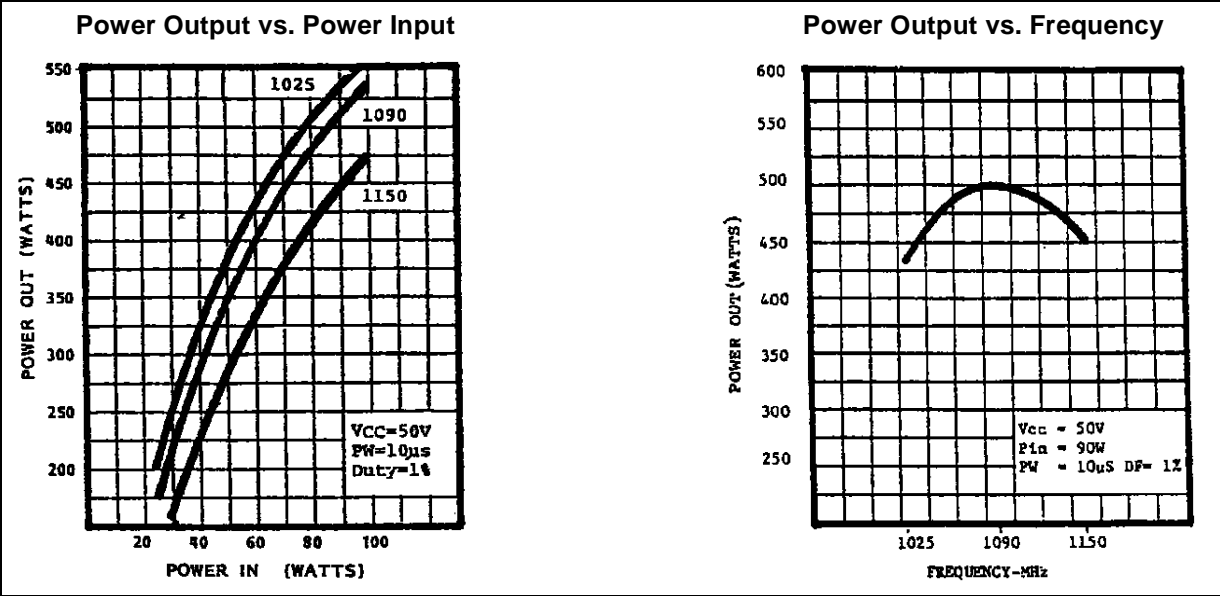 Power Output vs. Power Input
550
500
450
400
350
300
250
200
POWER OUT (WATTS)
1025
1090
1150
VCC=50V
PW=10µs
Duty=1%
20
40
60
80
100
POWER IN (WATTS)
Power Output vs. Frequency
600
550
500
450
400
350
300
250
POWER OUT(WATTS)
Vcc = 50V
Pin = 90W
PW = 10µS DF= 1%
1025
1090
1150
FREQUENCY-MHz